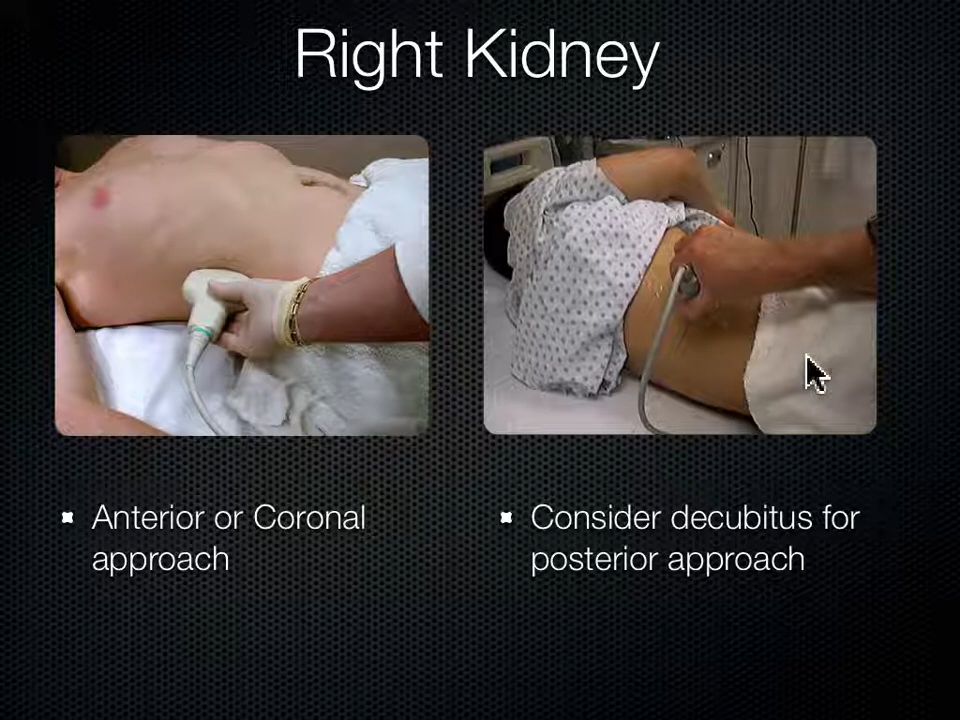 Right Kidney
Anterior or Coronal
approach
Consider decubitus for
posterior approach